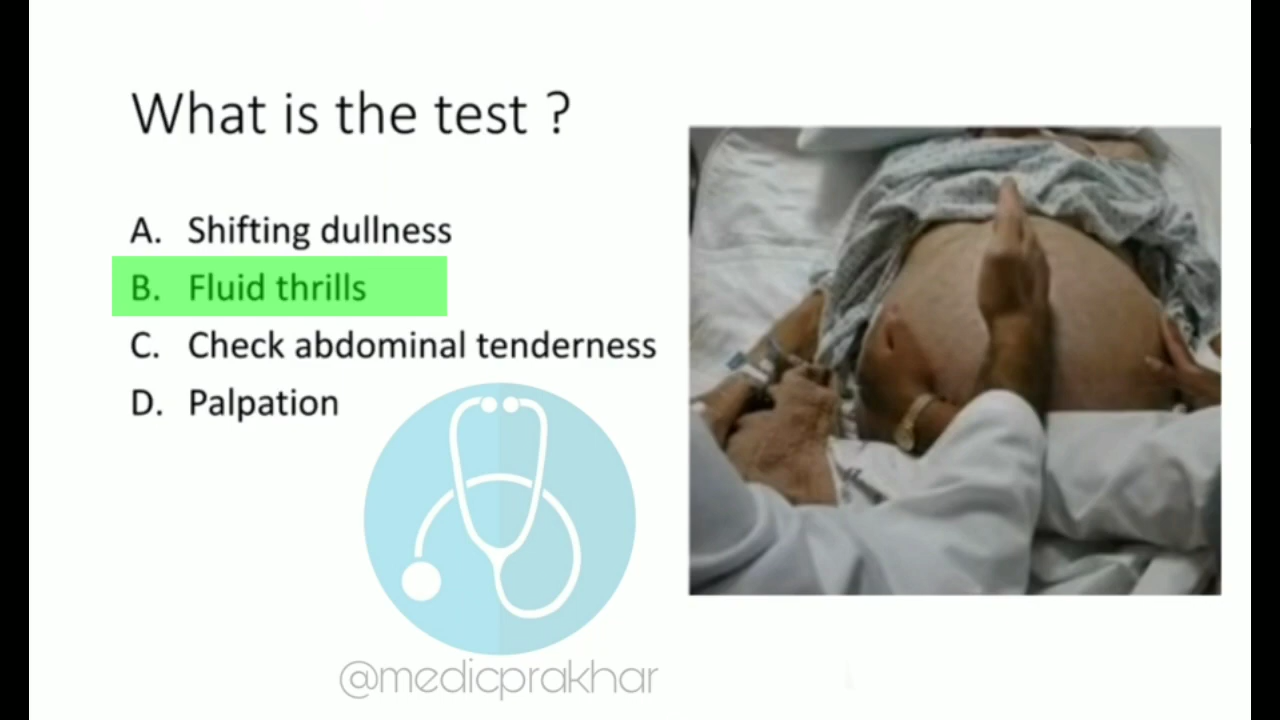 What is the test ?
A. Shifting dullness
B. Fluid thrills
C. Check abdominal tenderness
D. Palpation
@medicprakhar